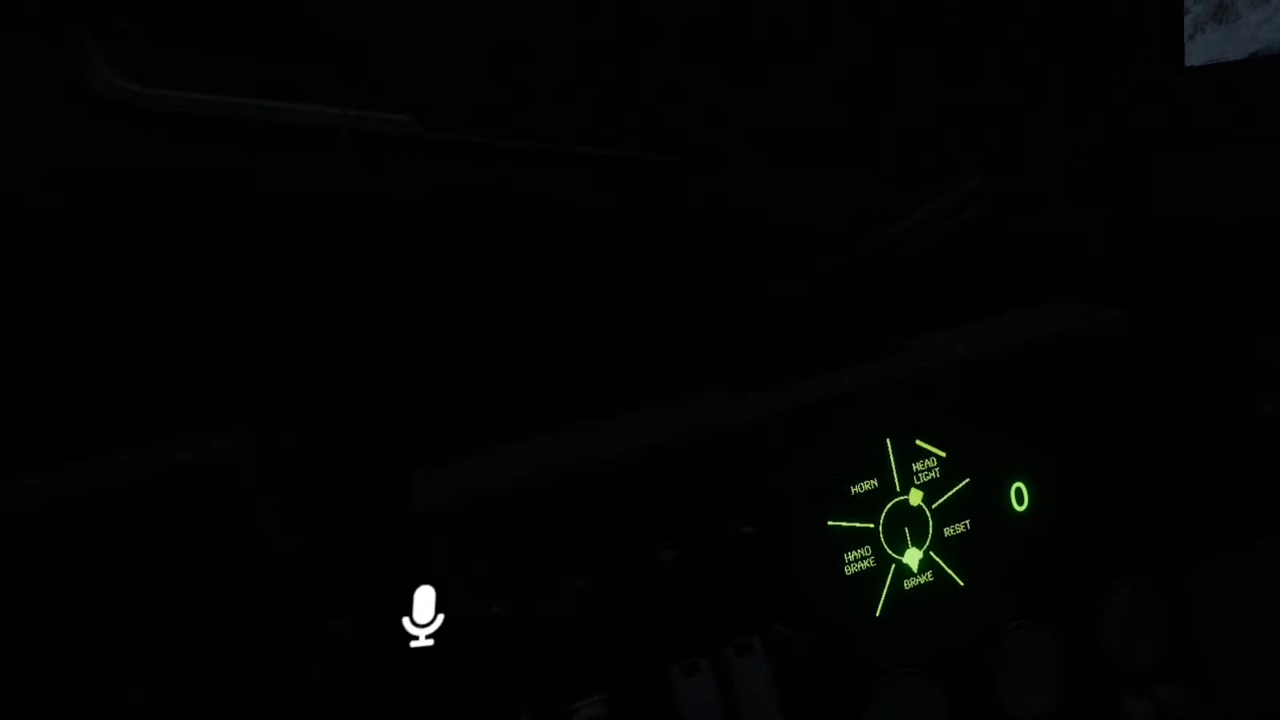 HEAD
LIGHT
HORN
0
RESET
HAND
BRAKE
BRAKE